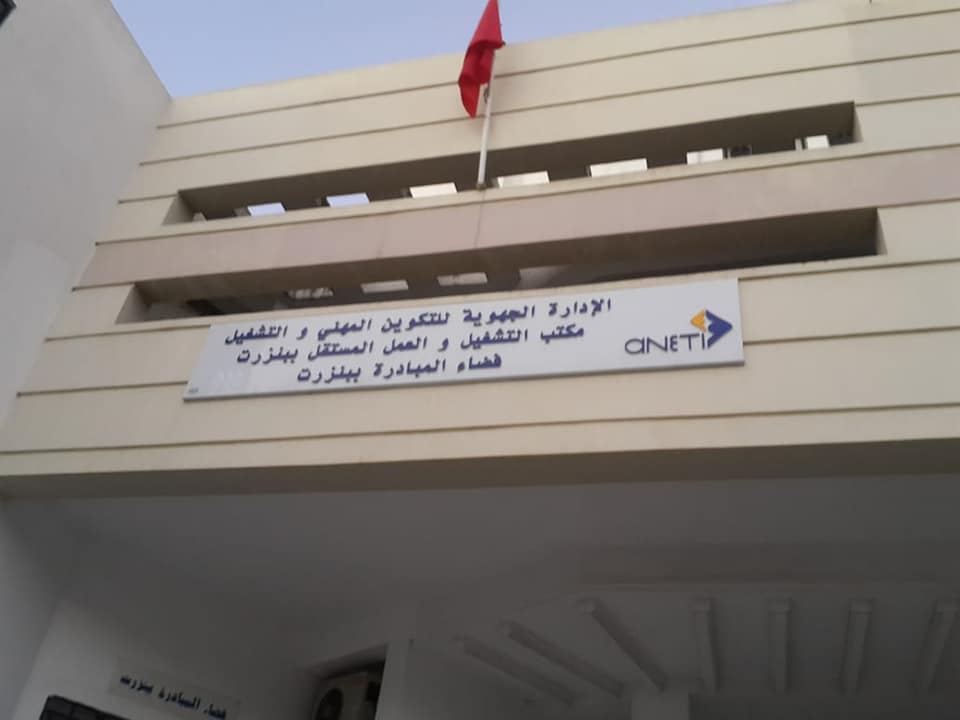 الإدارة الجهوية للتكوين المهني و التشغيل
مكتب التشغيل و العمل المستقل ببنزرت
فضاء المبادرة ببنزرت
aNETI
فضاء المبادرة ببنزرت